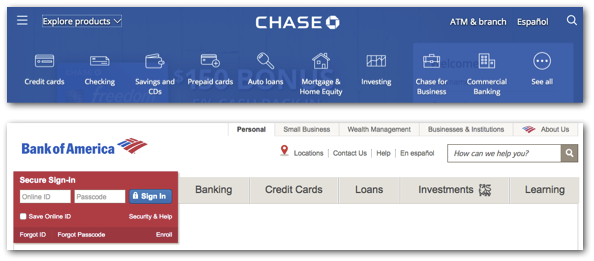 Explore products CHASE ATM & branch Español
Credit cards Checking Savings and CDs Prepaid cards Auto loans Mortgage & Home Equity Investing Chase for Business Commercial Banking See all
$150 BONUS
Personal Small Business Wealth Management Businesses & Institutions About Us
Bank of America
Locations Contact Us Help En español How can we help you?
Secure Sign-In
Online ID Passcode Sign In
Banking Credit Cards Loans Investments Learning
Save Online ID Security & Help
Forgot ID Forgot Passcode Enroll